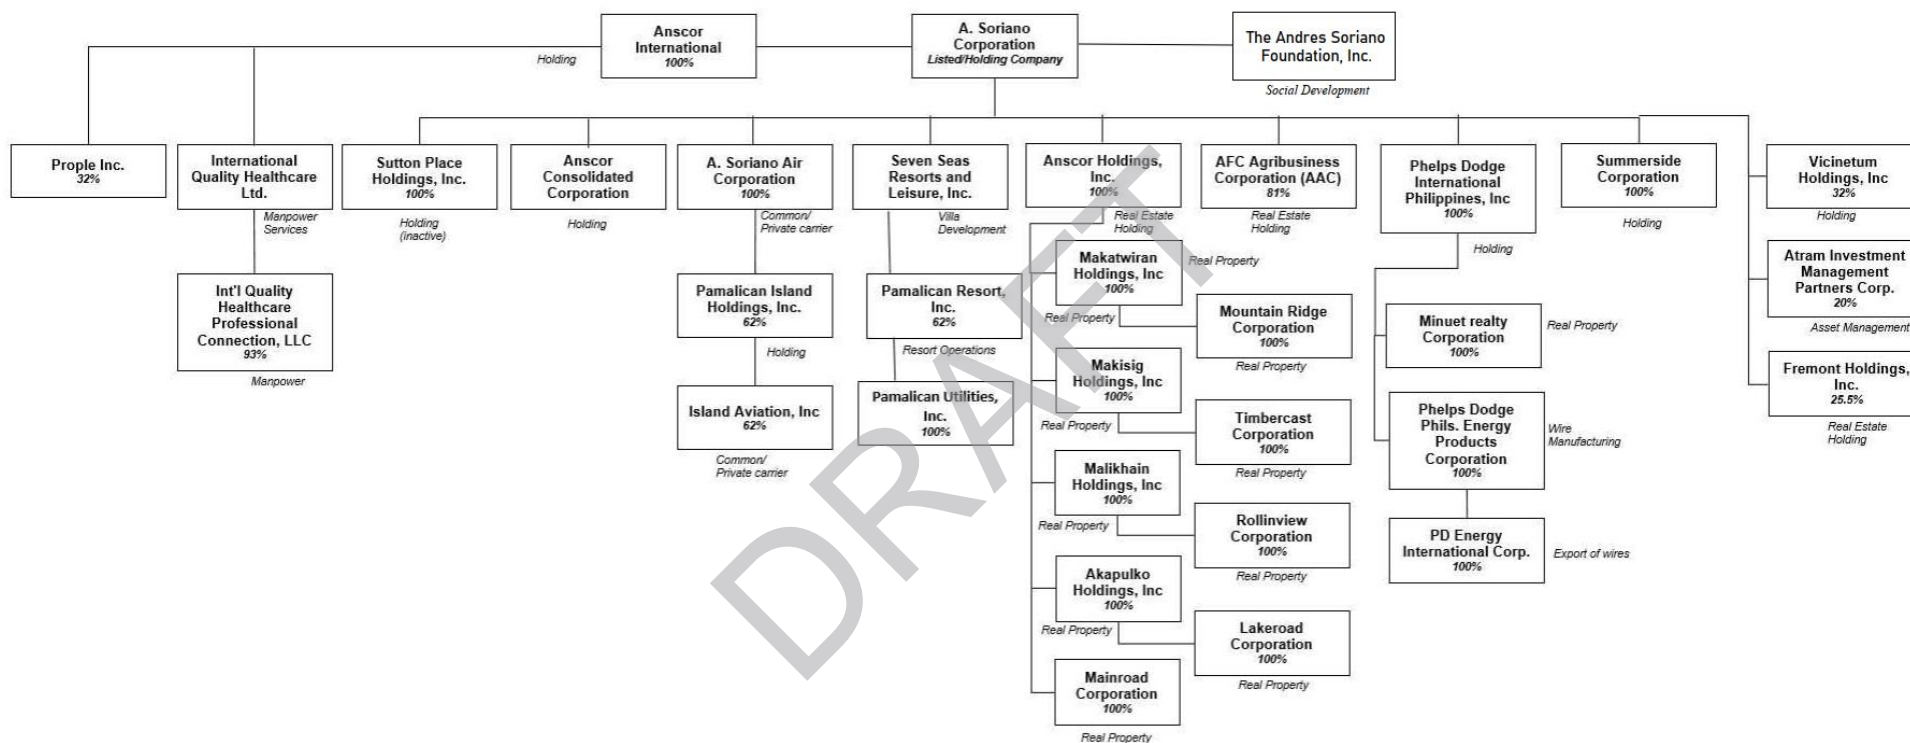 Anscor
International
100%
Holding
A. Soriano
Corporation
Listed/Holding Company
The Andres Soriano
Foundation, Inc.
Social Development
Prople Inc.
32%
International
Quality Healthcare
Ltd.
Manpower
Services
Int'l Quality
Healthcare
Professional
Connection, LLC
93%
Manpower
Sutton Place
Holdings, Inc.
100%
Holding
(inactive)
Anscor
Consolidated
Corporation
Holding
A. Soriano Air
Corporation
100%
Common/
Private carrier
Pamalican Island
Holdings, Inc.
62%
Holding
Island Aviation, Inc
62%
Common/
Private carrier
Seven Seas
Resorts and
Leisure, Inc.
Villa
Development
Pamalican Resort,
Inc.
62%
Resort Operations
Pamalican Utilities,
Inc.
100%
Anscor Holdings,
Inc.
100%
Real Estate
Holding
Makatwiran
Holdings, Inc
100%
Real Property
Real Property
Mountain Ridge
Corporation
100%
Real Property
Makisig
Holdings, Inc
100%
Real Property
Timbercast
Corporation
100%
Real Property
Malikhain
Holdings, Inc
100%
Real Property
Rollinview
Corporation
100%
Real Property
Akapulko
Holdings, Inc
100%
Real Property
Lakeroad
Corporation
100%
Real Property
Mainroad
Corporation
100%
Real Property
AFC Agribusiness
Corporation (AAC)
81%
Real Estate
Holding
Phelps Dodge
International
Philippines, Inc
100%
Holding
Minuet realty
Corporation
100%
Real Property
Phelps Dodge
Phils. Energy
Products
Corporation
100%
Wire
Manufacturing
PD Energy
International Corp.
100%
Export of wires
Summerside
Corporation
100%
Holding
Vicinetum
Holdings, Inc
32%
Holding
Atram Investment
Management
Partners Corp.
20%
Asset Management
Fremont Holdings,
Inc.
25.5%
Real Estate
Holding
DRAFT